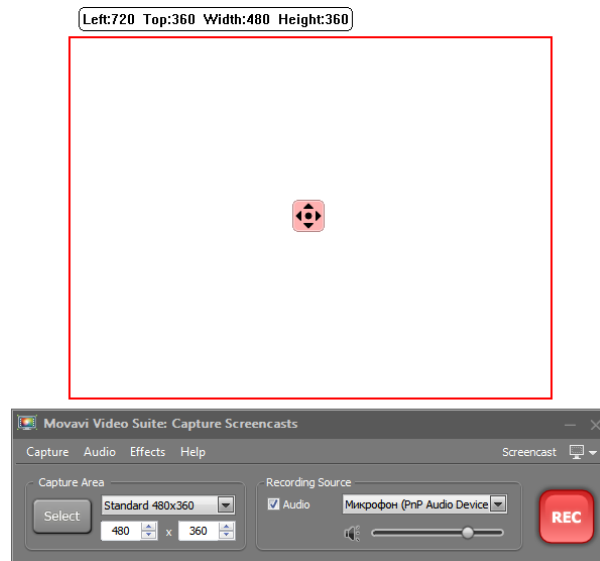 Left:720 Top:360 Width:480 Height:360
Movavi Video Suite: Capture Screencasts
Capture Audio Effects Help Screencast
Capture Area Recording Source
Select Standard 480x360 Audio Микрофон (PnP Audio Device REC
480 x 360